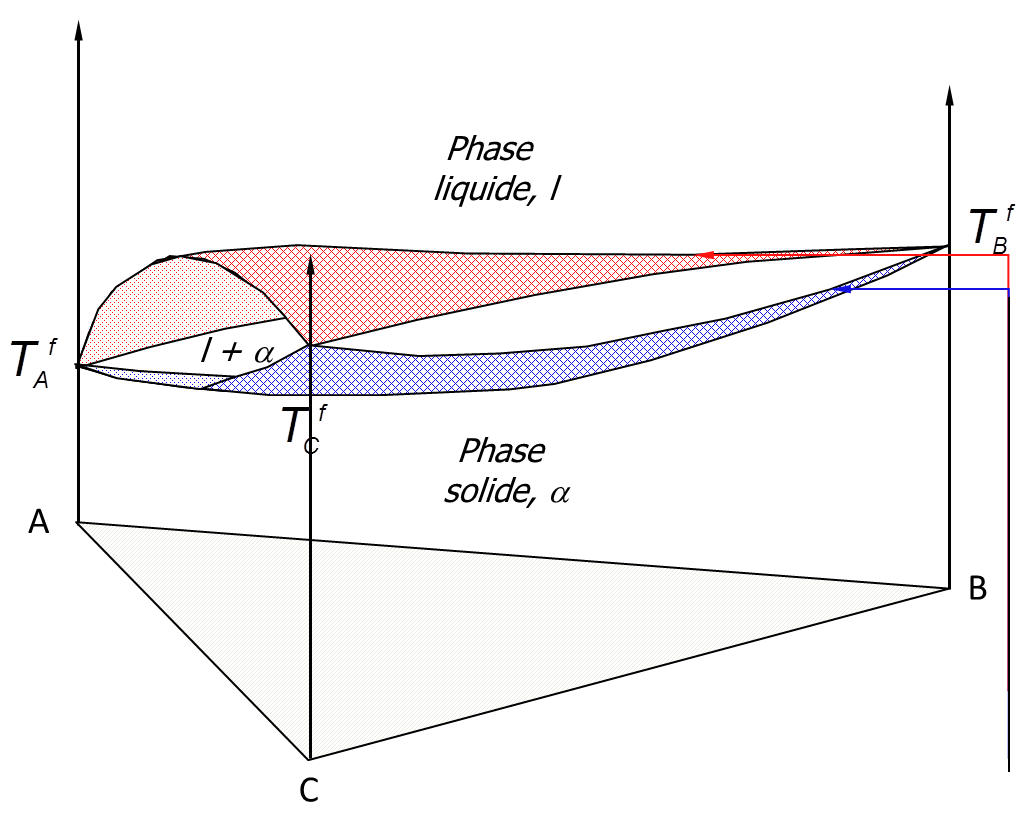 Phase
liquide, l
T_B^f
l + α
T_A^f
T_C^f
Phase
solide, α
A
B
C